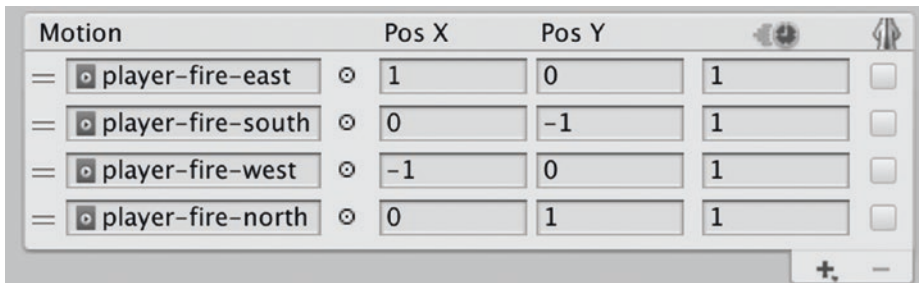 Motion Pos X Pos Y
player-fire-east 1 0 1
player-fire-south 0 -1 1
player-fire-west -1 0 1
player-fire-north 0 1 1